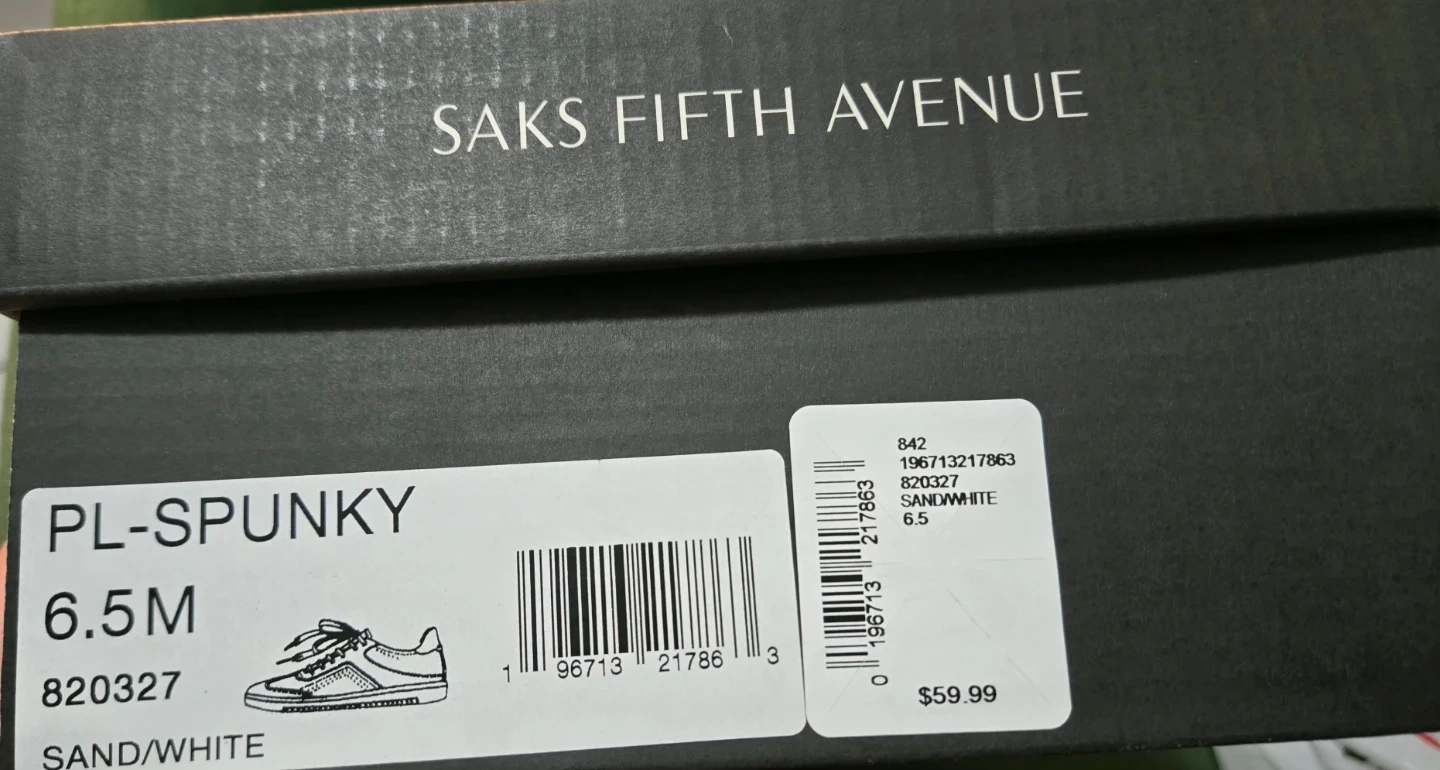 SAKS FIFTH AVENUE
PL-SPUNKY
6.5 M
820327
SAND/WHITE
1 96713 21786 3
842
196713217863
820327
SAND/WHITE
6.5
0 196713 217863
$59.99